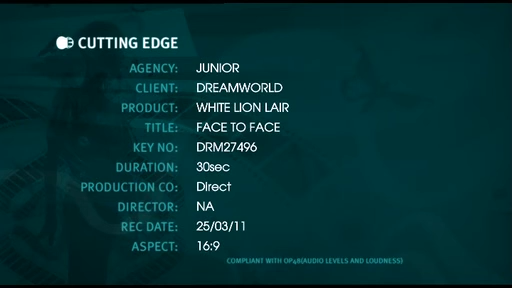 CUTTING EDGE
AGENCY: JUNIOR
CLIENT: DREAMWORLD
PRODUCT: WHITE LION LAIR
TITLE: FACE TO FACE
KEY NO: DRM27496
DURATION: 30sec
PRODUCTION CO: Direct
DIRECTOR: NA
REC DATE: 25/03/11
ASPECT: 16:9
COMPLIANT WITH OP48(AUDIO LEVELS AND LOUDNESS)